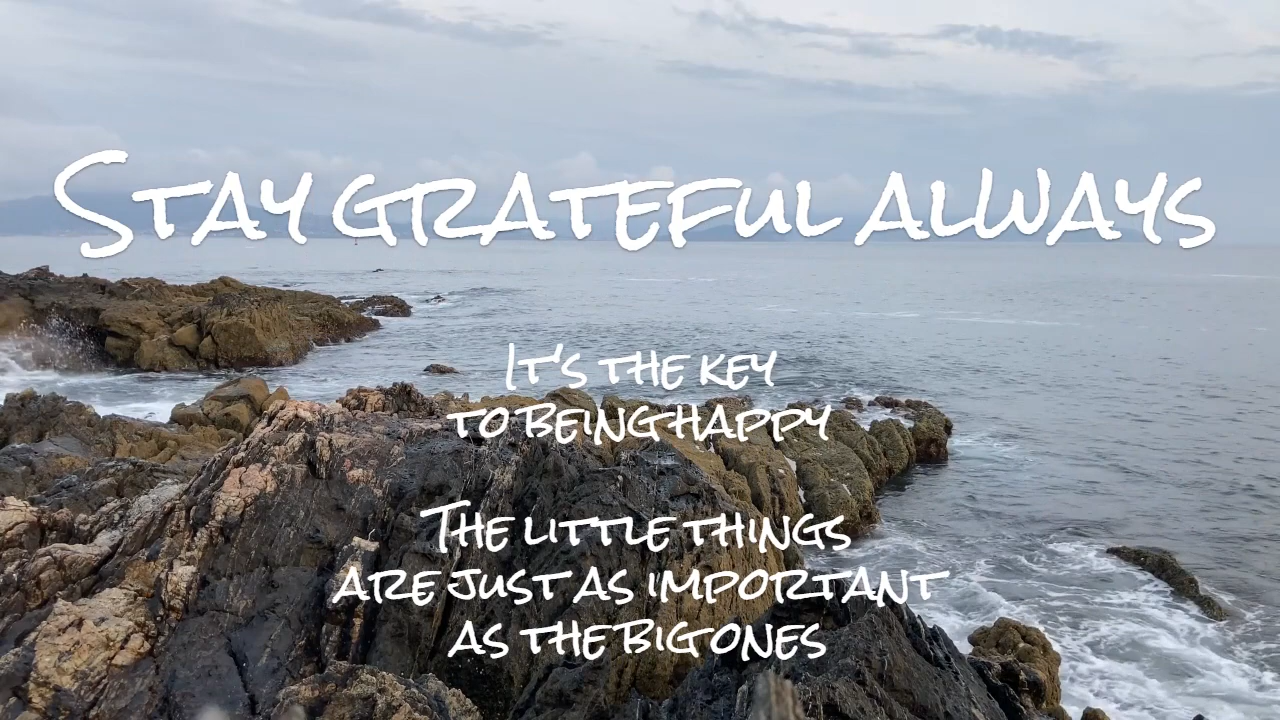 Stay grateful always
It's the key
to being happy
The little things
are just as important
as the big ones